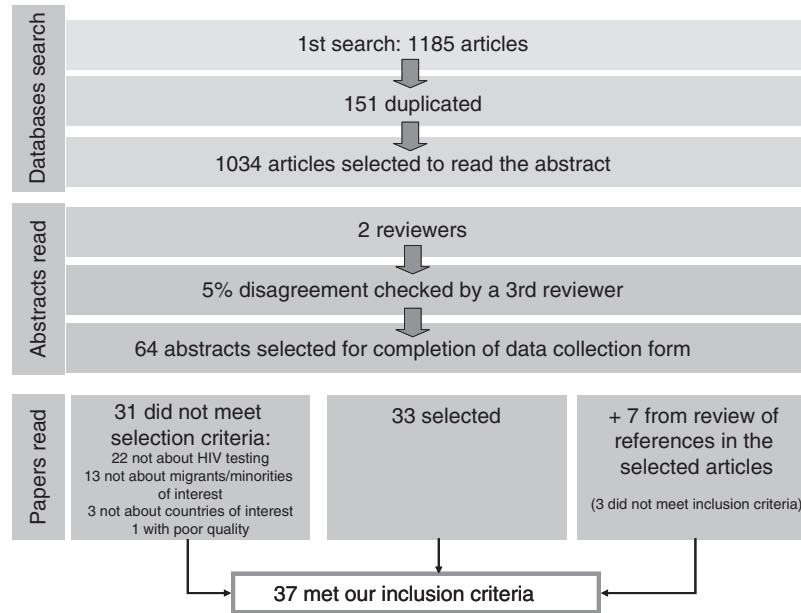 Databases search
1st search: 1185 articles
151 duplicated
1034 articles selected to read the abstract
Abstracts read
2 reviewers
5% disagreement checked by a 3rd reviewer
64 abstracts selected for completion of data collection form
Papers read
31 did not meet
selection criteria:
22 not about HIV testing
13 not about migrants/minorities
of interest
3 not about countries of interest
1 with poor quality
33 selected
+ 7 from review of
references in the
selected articles
(3 did not meet inclusion criteria)
37 met our inclusion criteria